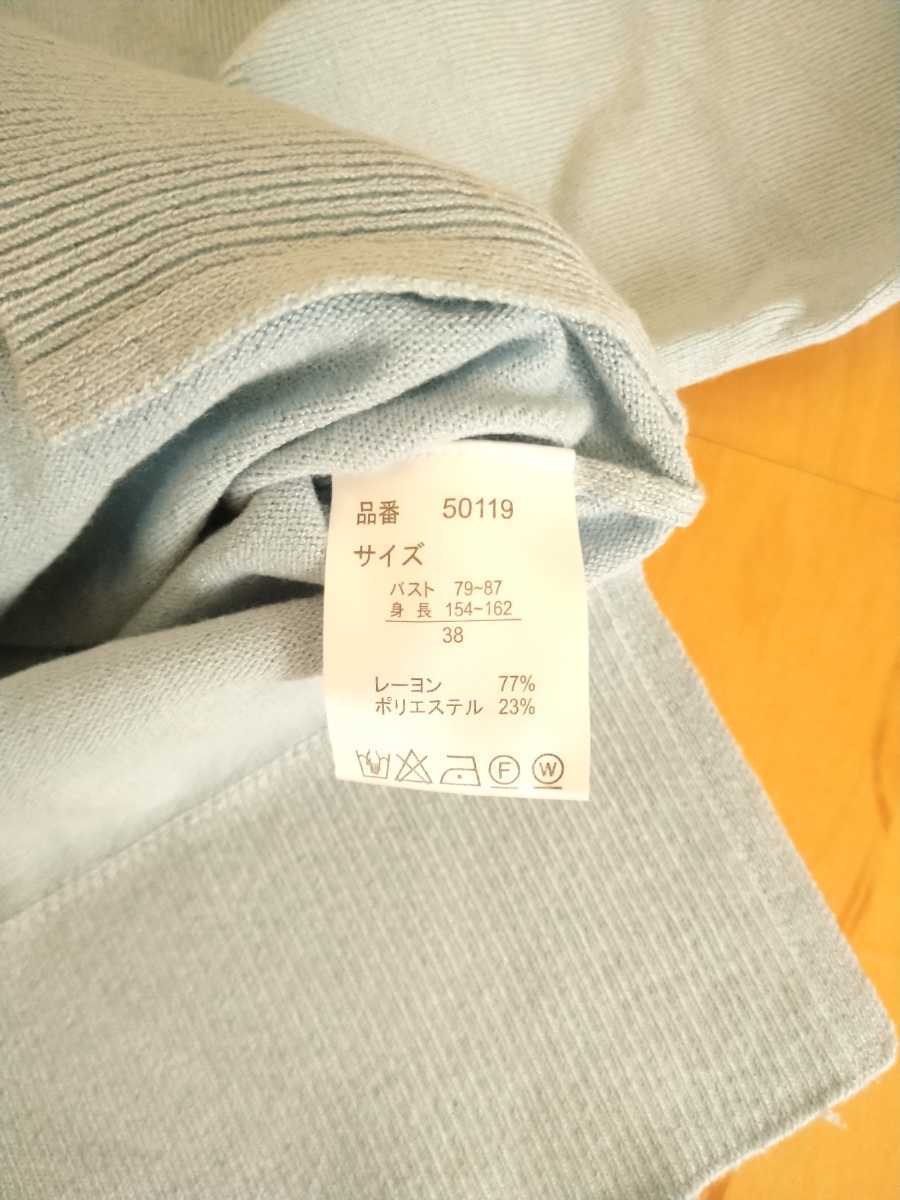 品番 50119
サイズ
バスト 79~87
身長 154~162
38
レーヨン 77%
ポリエステル 23%
F W